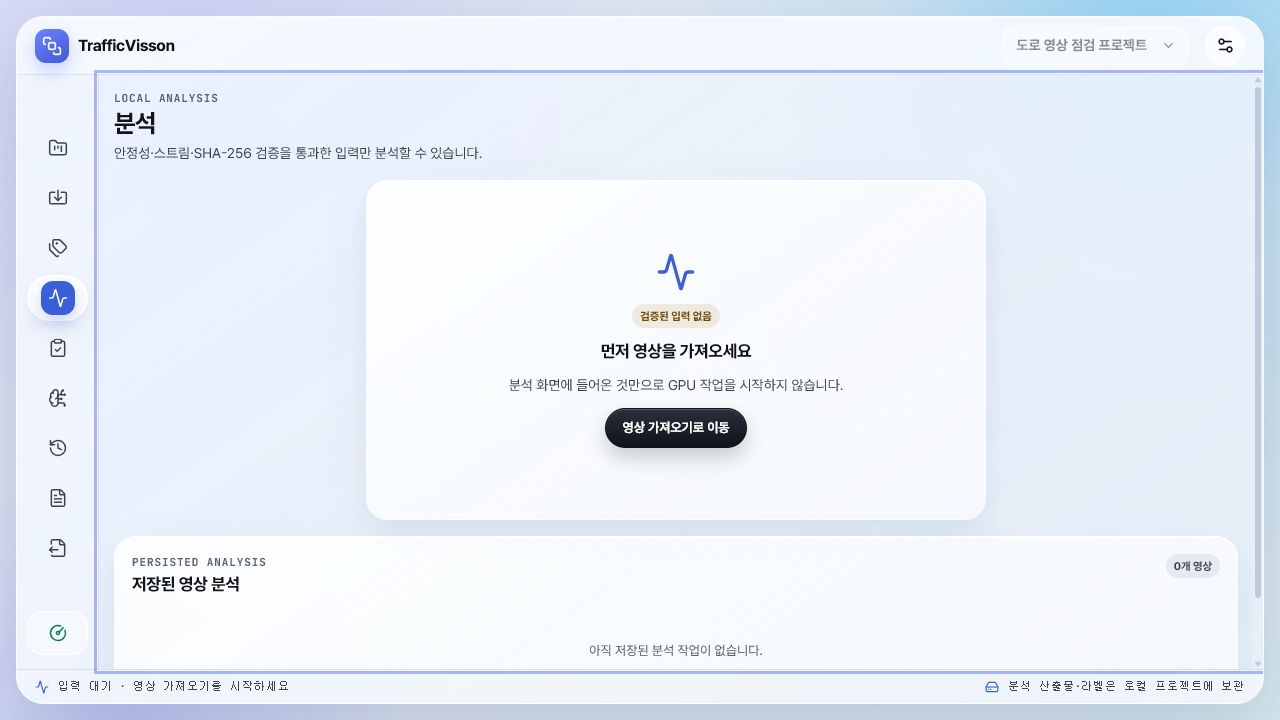 TrafficVisson
도로 영상 점검 프로젝트
LOCAL ANALYSIS
분석
안정성·스트림·SHA-256 검증을 통과한 입력만 분석할 수 있습니다.
검증된 입력 없음
먼저 영상을 가져오세요
분석 화면에 들어온 것만으로 GPU 작업을 시작하지 않습니다.
영상 가져오기로 이동
PERSISTED ANALYSIS
저장된 영상 분석
0개 영상
아직 저장된 분석 작업이 없습니다.
입력 대기 · 영상 가져오기를 시작하세요
분석 산출물·라벨은 로컬 프로젝트에 보관